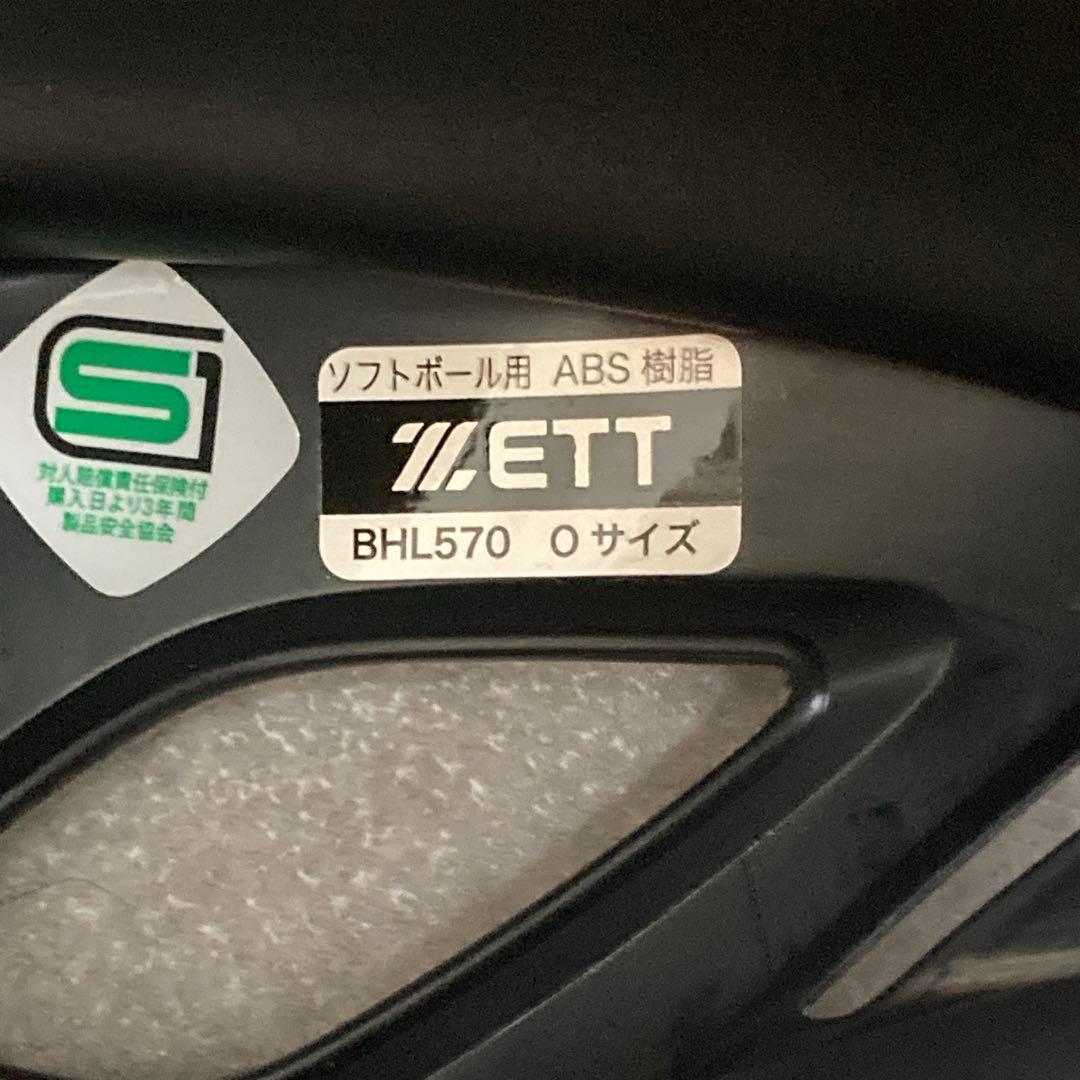 SG
対人賠償責任保険付
購入日より3年間
製品安全協会
ソフトボール用 ABS 樹脂
ZETT
BHL570 Oサイズ